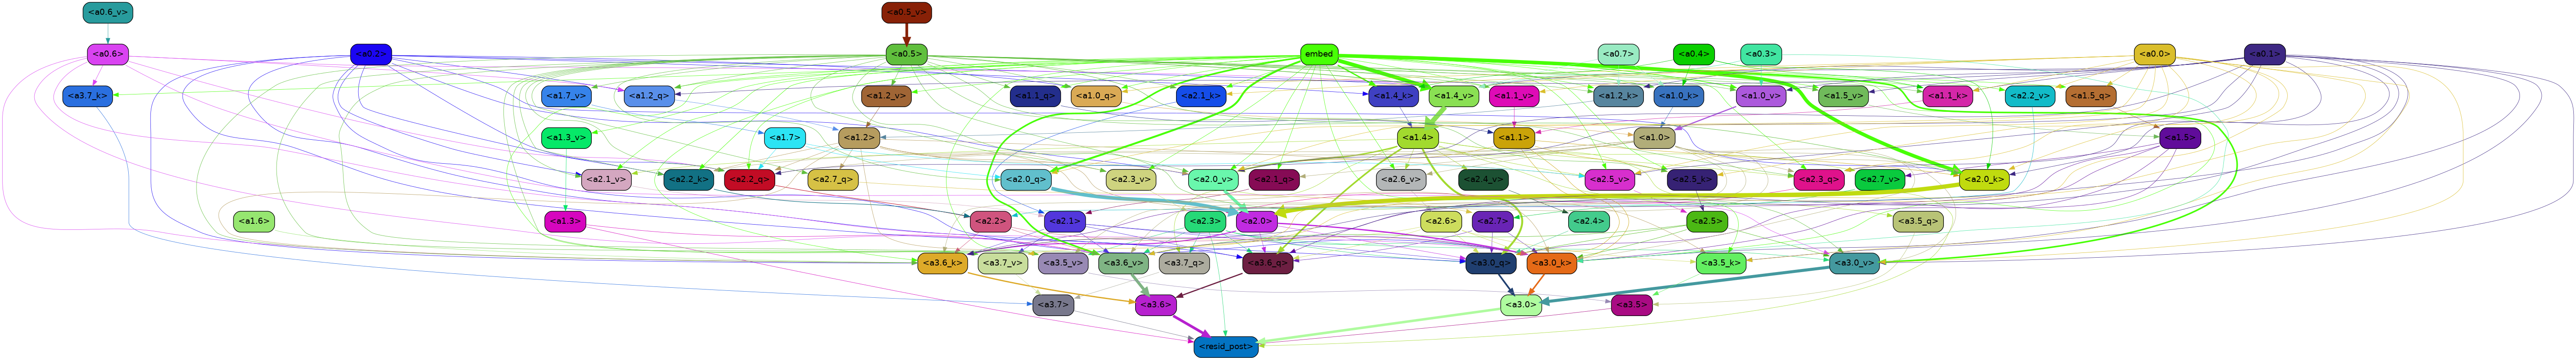 <a0.6_v> <a0.5_v>
<a0.6> <a0.2> <a0.5> embed <a0.7> <a0.4> <a0.3> <a0.0> <a0.1>
<a3.7_k> <a1.7_v> <a1.2_q> <a1.2_v> <a1.1_q> <a1.0_q> <a2.1_k> <a1.4_k> <a1.4_v> <a1.1_v> <a1.2_k> <a1.0_k> <a1.0_v> <a1.5_v> <a1.1_k> <a2.2_v> <a1.5_q>
<a1.3_v> <a1.7> <a1.2> <a1.4> <a1.1> <a1.0> <a1.5>
<a2.1_v> <a2.2_k> <a2.2_q> <a2.7_q> <a2.0_q> <a2.3_v> <a2.0_v> <a2.1_q> <a2.6_v> <a2.4_v> <a2.5_v> <a2.5_k> <a2.3_q> <a2.7_v> <a2.0_k>
<a1.6> <a1.3> <a2.2> <a2.1> <a2.3> <a2.0> <a2.6> <a2.7> <a2.4> <a2.5> <a3.5_q>
<a3.6_k> <a3.7_v> <a3.5_v> <a3.6_v> <a3.7_q> <a3.6_q> <a3.0_q> <a3.0_k> <a3.5_k> <a3.0_v>
<a3.7> <a3.6> <a3.0> <a3.5>
<resid_post>